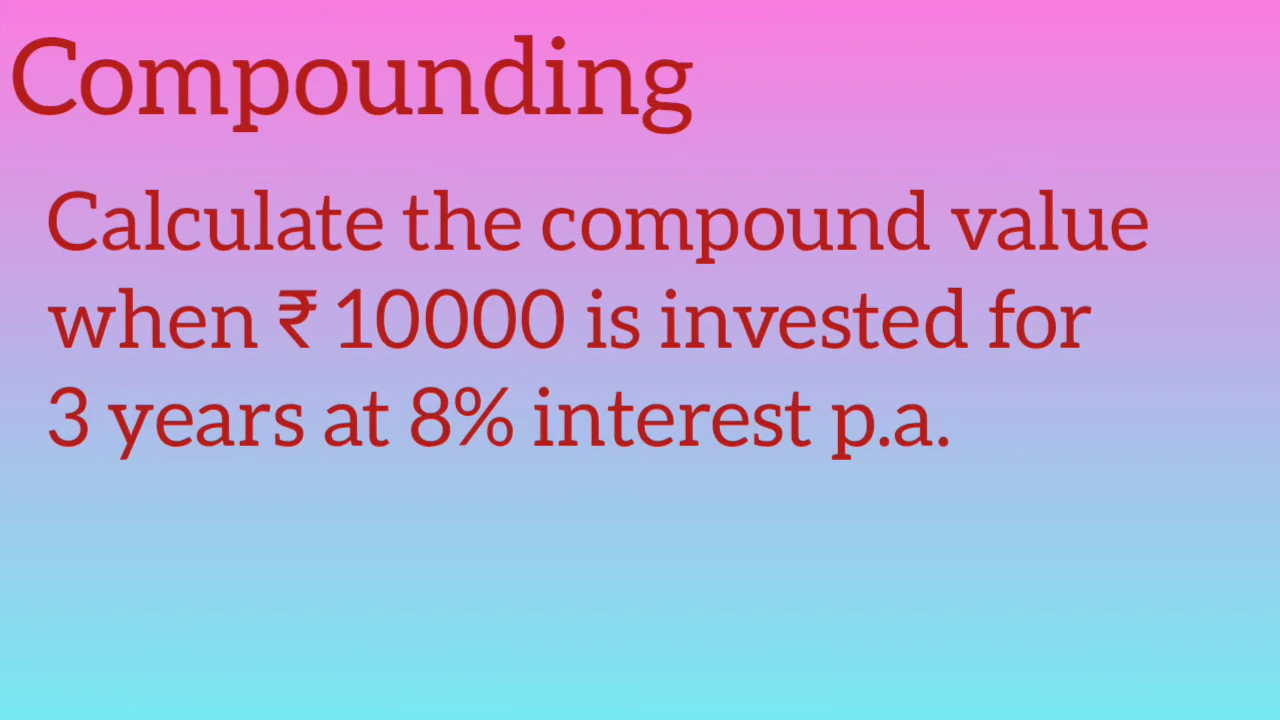 Compounding
Calculate the compound value
when ₹ 10000 is invested for
3 years at 8% interest p.a.